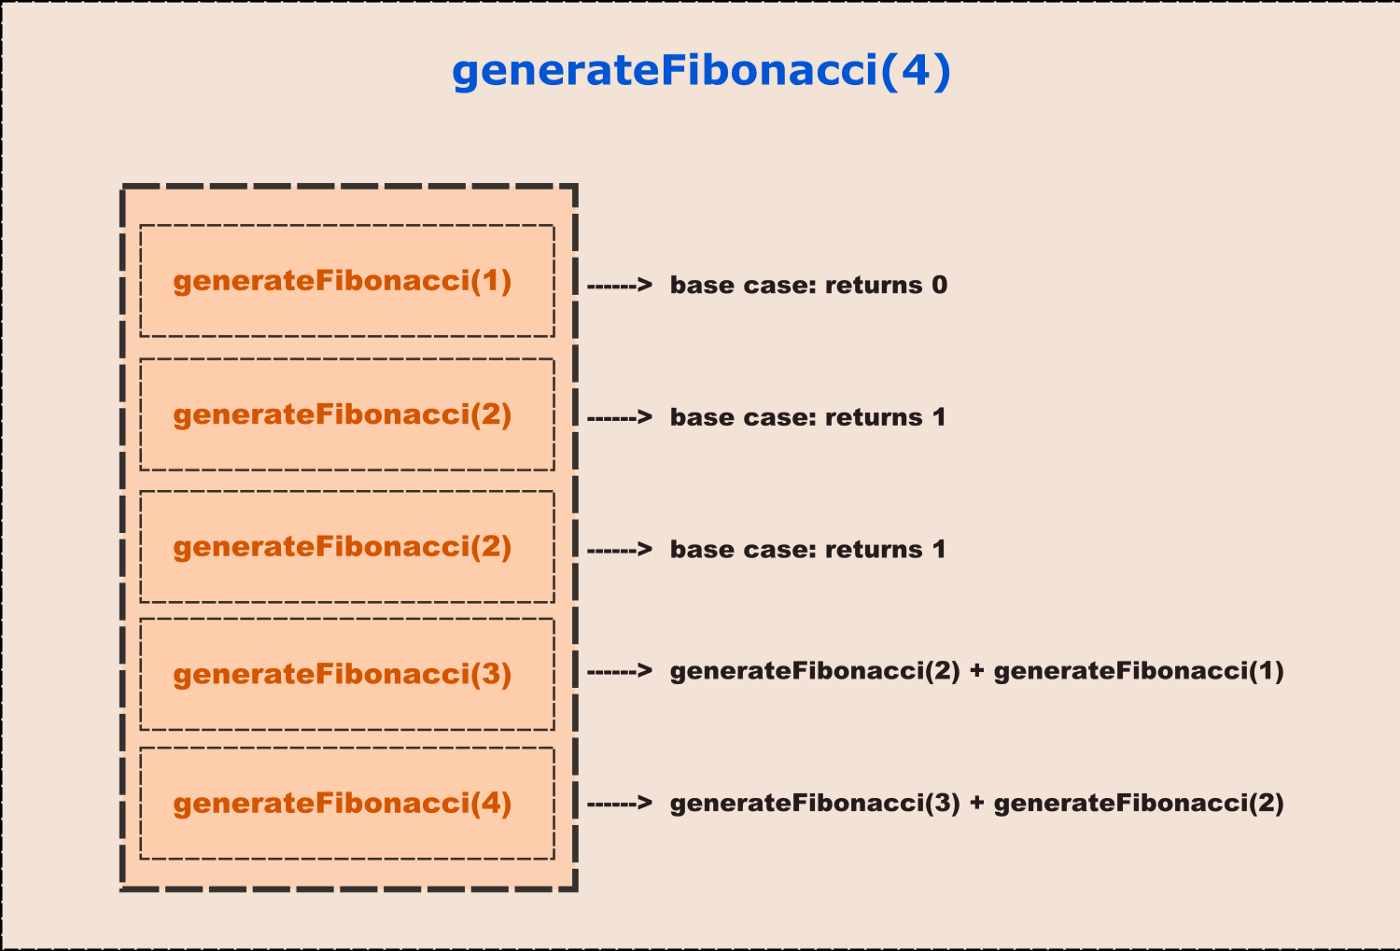 generateFibonacci(4)
generateFibonacci(1) ------> base case: returns 0
generateFibonacci(2) ------> base case: returns 1
generateFibonacci(2) ------> base case: returns 1
generateFibonacci(3) ------> generateFibonacci(2) + generateFibonacci(1)
generateFibonacci(4) ------> generateFibonacci(3) + generateFibonacci(2)